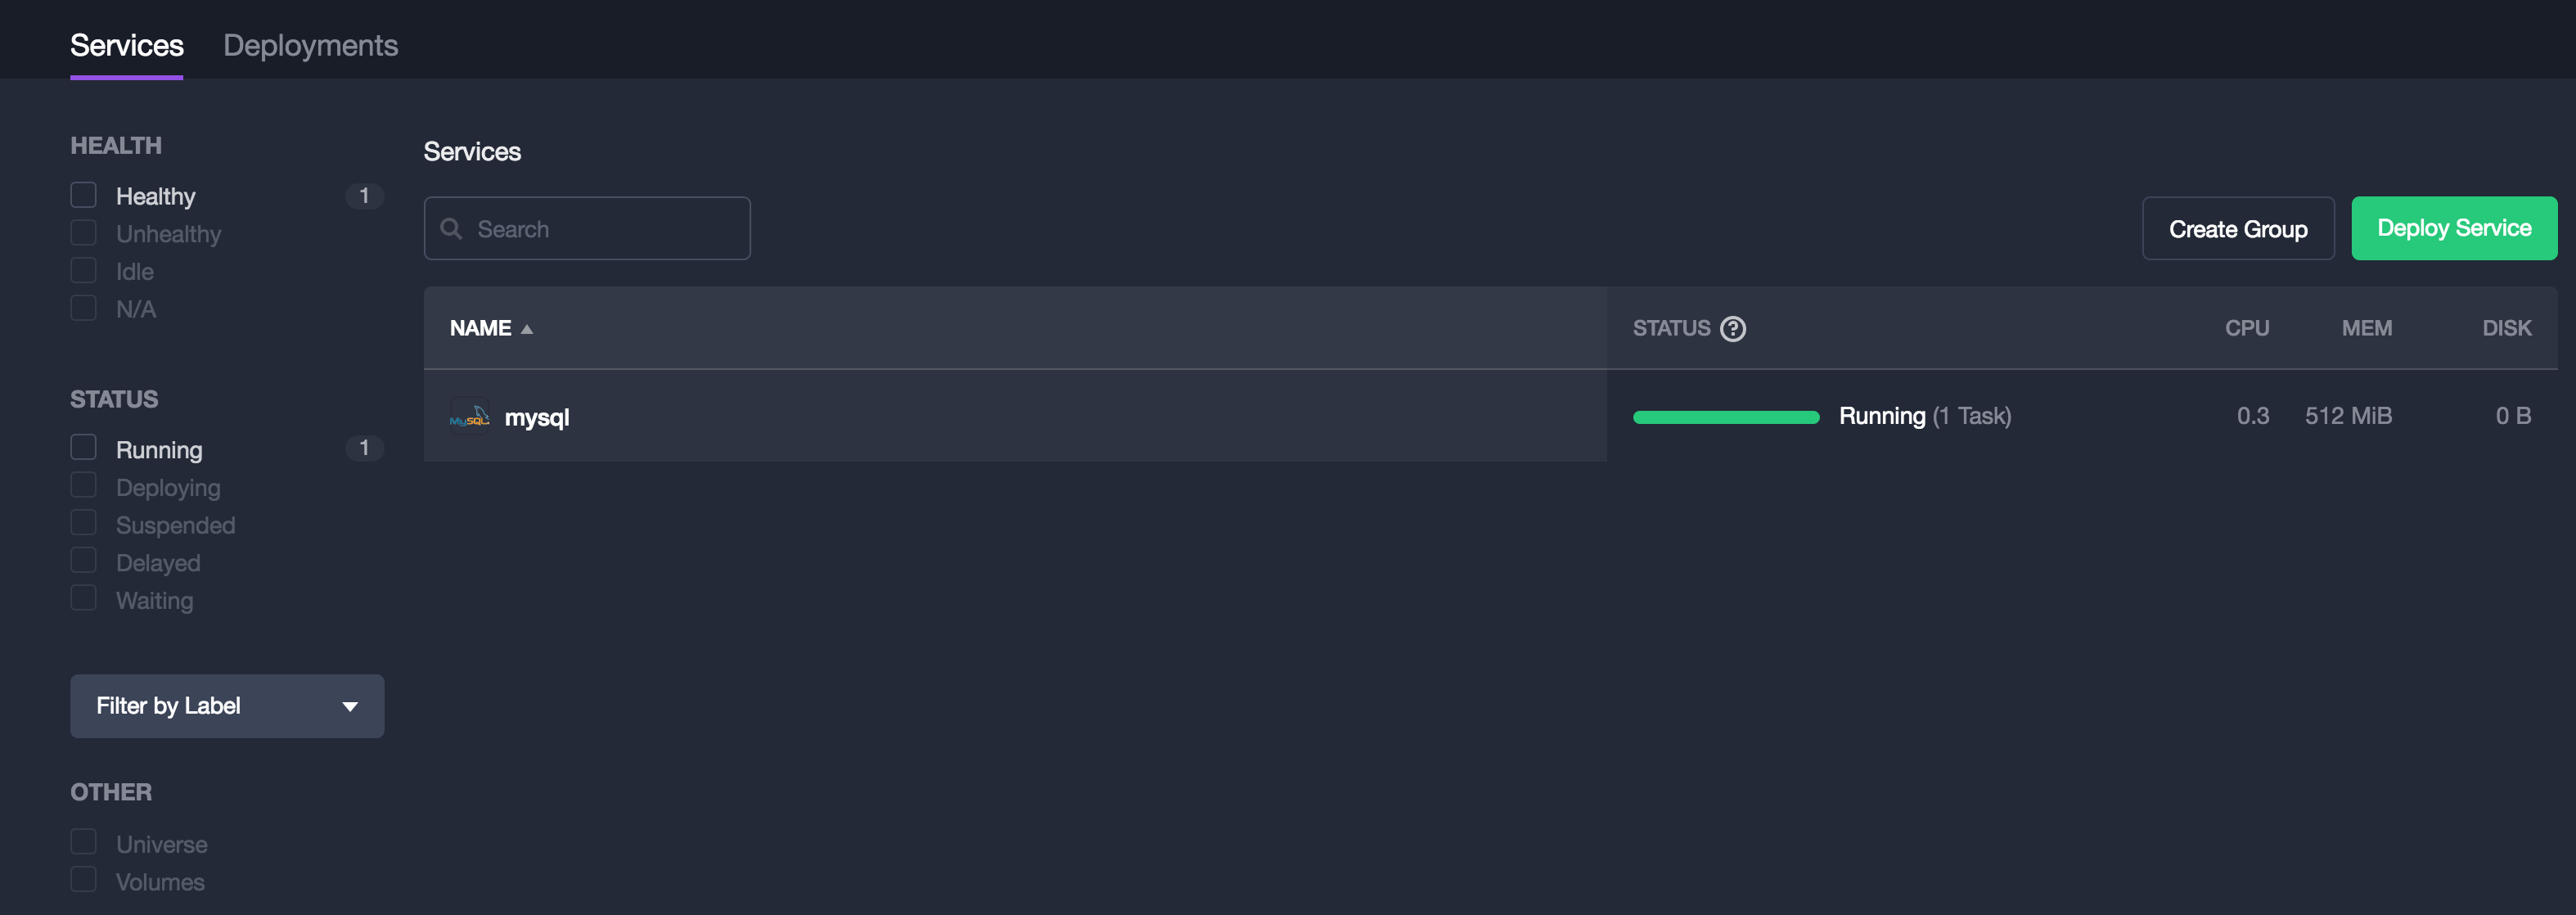 Services Deployments
HEALTH
Healthy 1
Unhealthy
Idle
N/A
STATUS
Running 1
Deploying
Suspended
Delayed
Waiting
Filter by Label
OTHER
Universe
Volumes
Services
Search
Create Group Deploy Service
NAME STATUS ? CPU MEM DISK
MySQL mysql Running (1 Task) 0.3 512 MiB 0 B